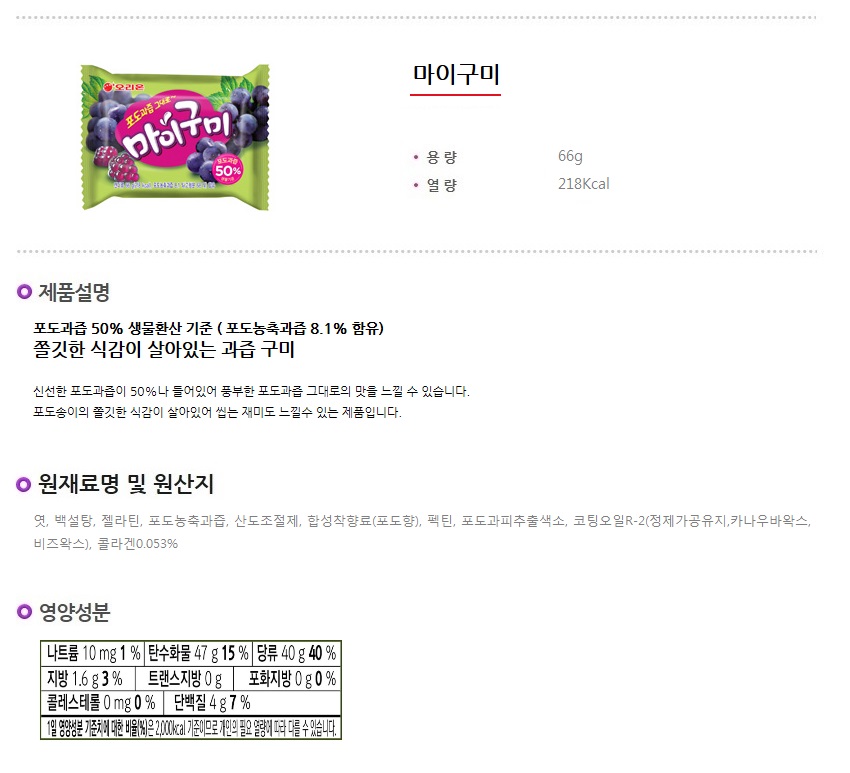 오리온
포도과즙 그대로~
마이구미
포도과즙
50%
마이구미
• 용 량 66g
• 열 량 218Kcal
제품설명
포도과즙 50% 생물환산 기준 ( 포도농축과즙 8.1% 함유)
쫄깃한 식감이 살아있는 과즙 구미
신선한 포도과즙이 50%나 들어있어 풍부한 포도과즙 그대로의 맛을 느낄 수 있습니다.
포도송이의 쫄깃한 식감이 살아있어 씹는 재미도 느낄수 있는 제품입니다.
원재료명 및 원산지
엿, 백설탕, 젤라틴, 포도농축과즙, 산도조절제, 합성착향료(포도향), 펙틴, 포도과피추출색소, 코팅오일R-2(정제가공유지,카나우바왁스,
비즈왁스), 콜라겐0.053%
영양성분
나트륨 10 mg 1 % 탄수화물 47 g 15 % 당류 40 g 40 %
지방 1.6 g 3 % 트랜스지방 0 g 포화지방 0 g 0 %
콜레스테롤 0 mg 0 % 단백질 4 g 7 %
1일 영양성분 기준치에 대한 비율(%)은 2,000kcal 기준이므로 개인의 필요 열량에 따라 다를 수 있습니다.